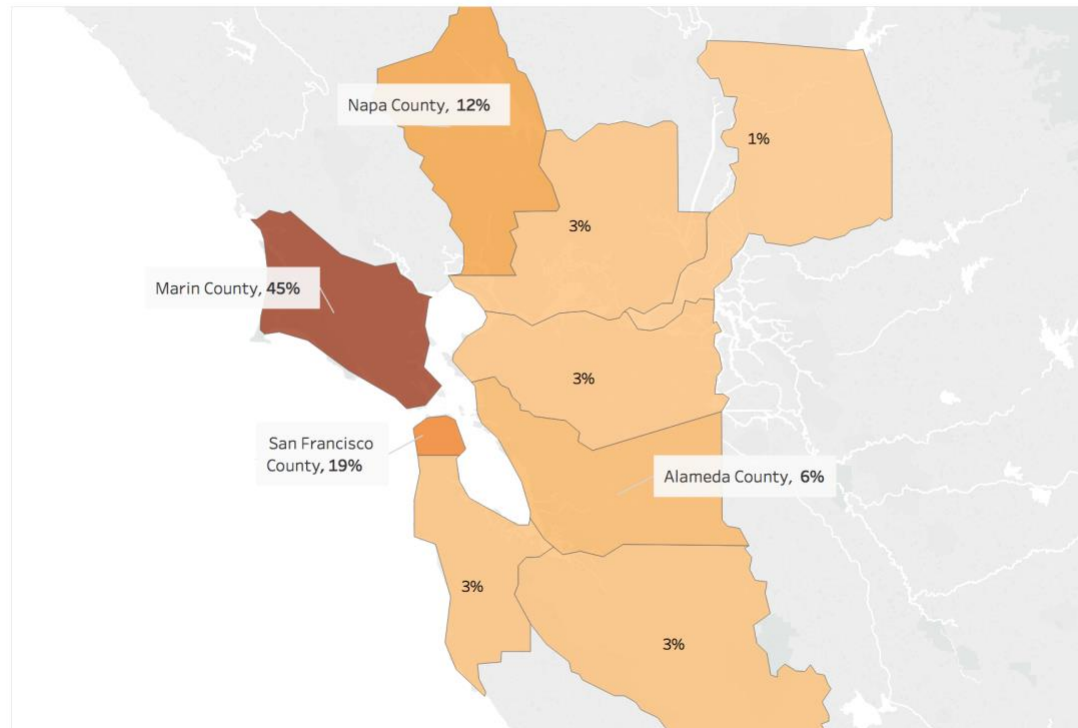 Napa County, 12%
1%
3%
Marin County, 45%
3%
San Francisco
County, 19%
Alameda County, 6%
3%
3%